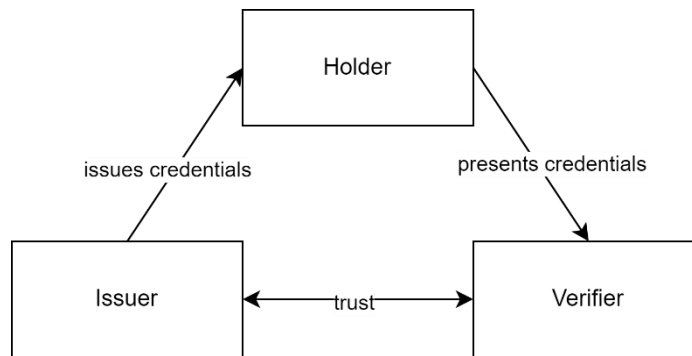 Holder
issues credentials
presents credentials
Issuer
trust
Verifier